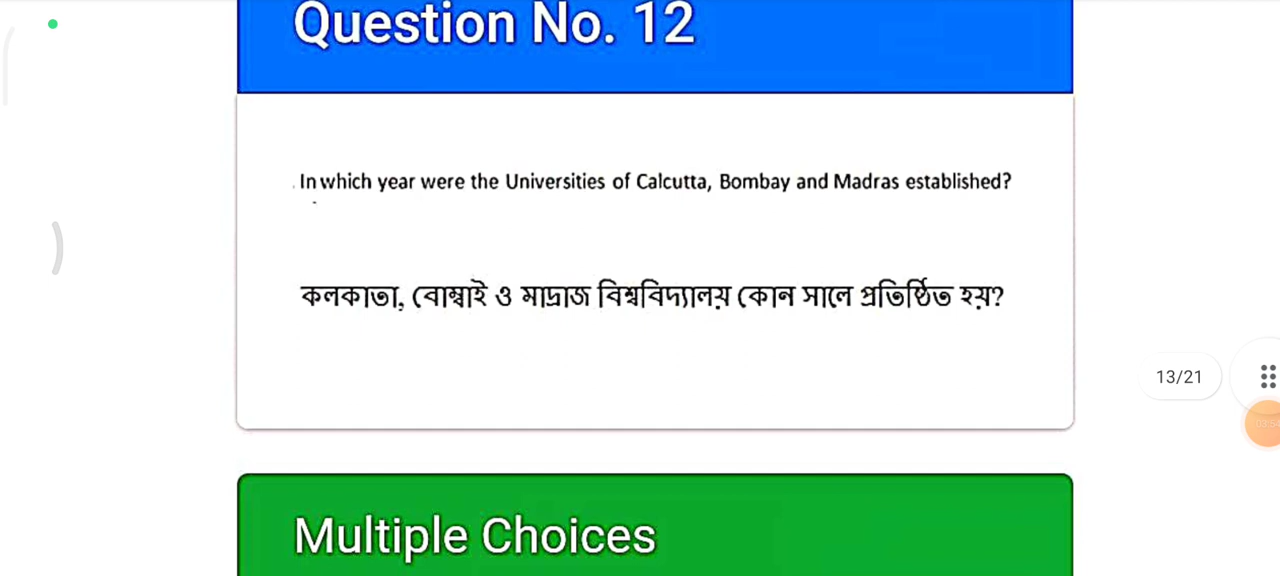 Question No. 12
In which year were the Universities of Calcutta, Bombay and Madras established?
কলকাতা, বোম্বাই ও মাদ্রাজ বিশ্ববিদ্যালয় কোন সালে প্রতিষ্ঠিত হয়?
13/21
Multiple Choices